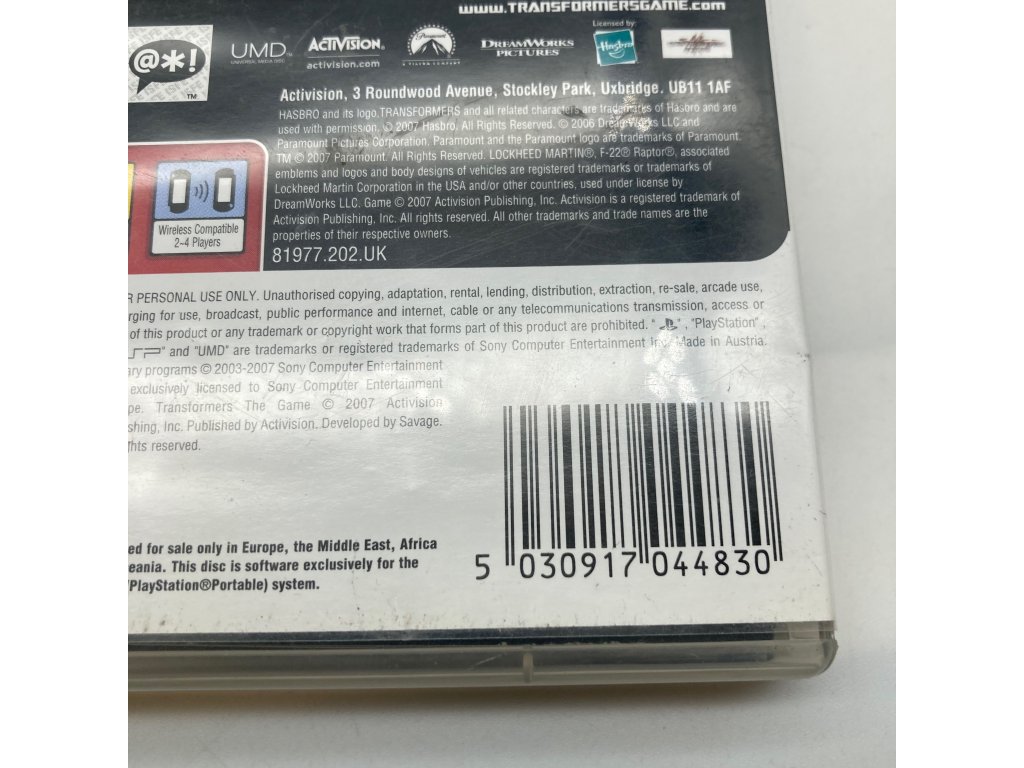 www.TRANSFORMERSGAME.com
Licensed by:
@*!
TM
UMD
UNIVERSAL MEDIA DISC
ACTIVISION.
activision.com
Paramount
A VIACOM COMPANY
DREAMWORKS
PICTURES
Hasbro
Activision, 3 Roundwood Avenue, Stockley Park, Uxbridge. UB11 1AF
HASBRO and its logo,TRANSFORMERS and all related characters are trademarks of Hasbro and are
used with permission. © 2007 Hasbro. All Rights Reserved. © 2006 DreamWorks LLC and
Paramount Pictures Corporation. Paramount and the Paramount logo are trademarks of Paramount.
TM © 2007 Paramount. All Rights Reserved. LOCKHEED MARTIN®, F-22® Raptor®, associated
emblems and logos and body designs of vehicles are registered trademarks or trademarks of
Lockheed Martin Corporation in the USA and/or other countries, used under license by
DreamWorks LLC. Game © 2007 Activision Publishing, Inc. Activision is a registered trademark of
Activision Publishing, Inc. All rights reserved. All other trademarks and trade names are the
properties of their respective owners.
Wireless Compatible
2-4 Players
81977.202.UK
R PERSONAL USE ONLY. Unauthorised copying, adaptation, rental, lending, distribution, extraction, re-sale, arcade use,
rging for use, broadcast, public performance and internet, cable or any telecommunications transmission, access or
of this product or any trademark or copyright work that forms part of this product are prohibited. " ", "PlayStation",
PSP" and "UMD" are trademarks or registered trademarks of Sony Computer Entertainment Inc. Made in Austria.
ary programs © 2003-2007 Sony Computer Entertainment
exclusively licensed to Sony Computer Entertainment
pe. Transformers The Game © 2007 Activision
shing, Inc. Published by Activision. Developed by Savage.
hts reserved.
ed for sale only in Europe, the Middle East, Africa
eania. This disc is software exclusively for the
PlayStation®Portable) system.
5 030917 044830